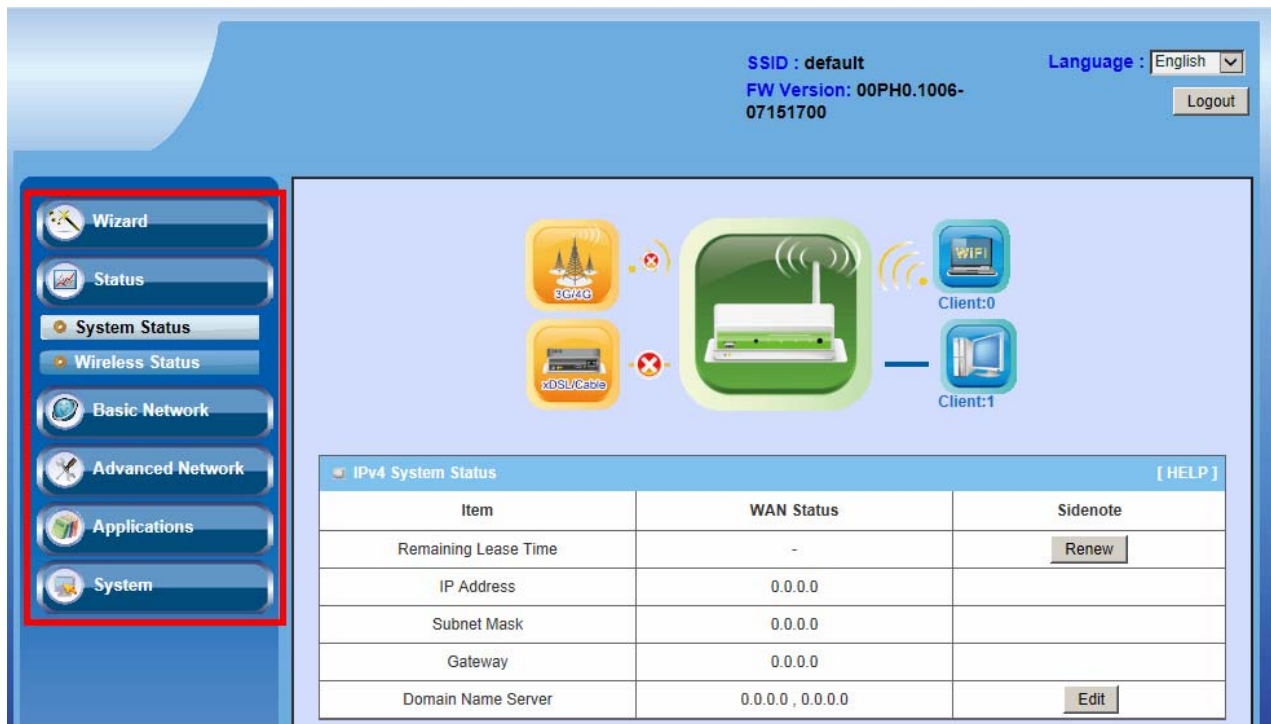 SSID : default
Language : English
FW Version: 00PH0.1006-
07151700
Logout
Wizard
Status
System Status
Wireless Status
Basic Network
Advanced Network
Applications
System
3G/4G
WiFi
Client:0
xDSL/Cable
Client:1
IPv4 System Status [ HELP ]
Item WAN Status Sidenote
Remaining Lease Time - Renew
IP Address 0.0.0.0
Subnet Mask 0.0.0.0
Gateway 0.0.0.0
Domain Name Server 0.0.0.0 , 0.0.0.0 Edit